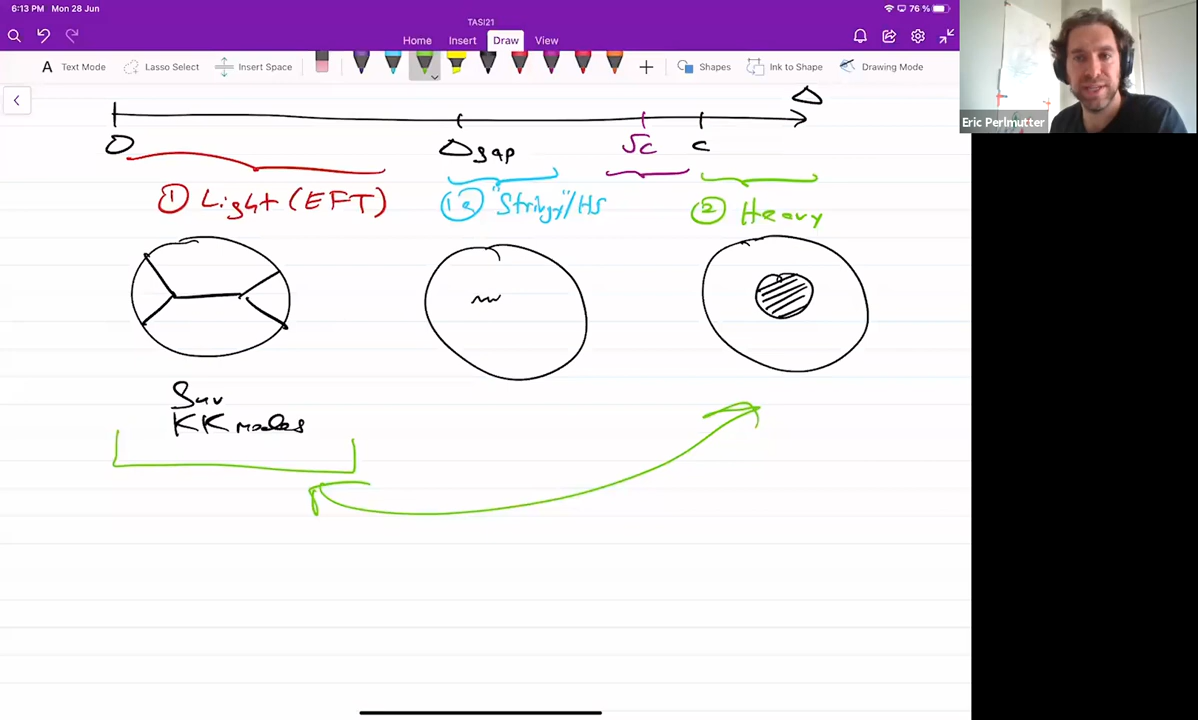 6:13 PM Mon 28 Jun
76 %
TASI21
Home Insert Draw View
A Text Mode Lasso Select Insert Space Shapes Ink to Shape Drawing Mode
Δ
0 Δgap √c c
① Light (EFT) ①a "Stringy"/HS ② Heavy
KK modes
Eric Perlmutter